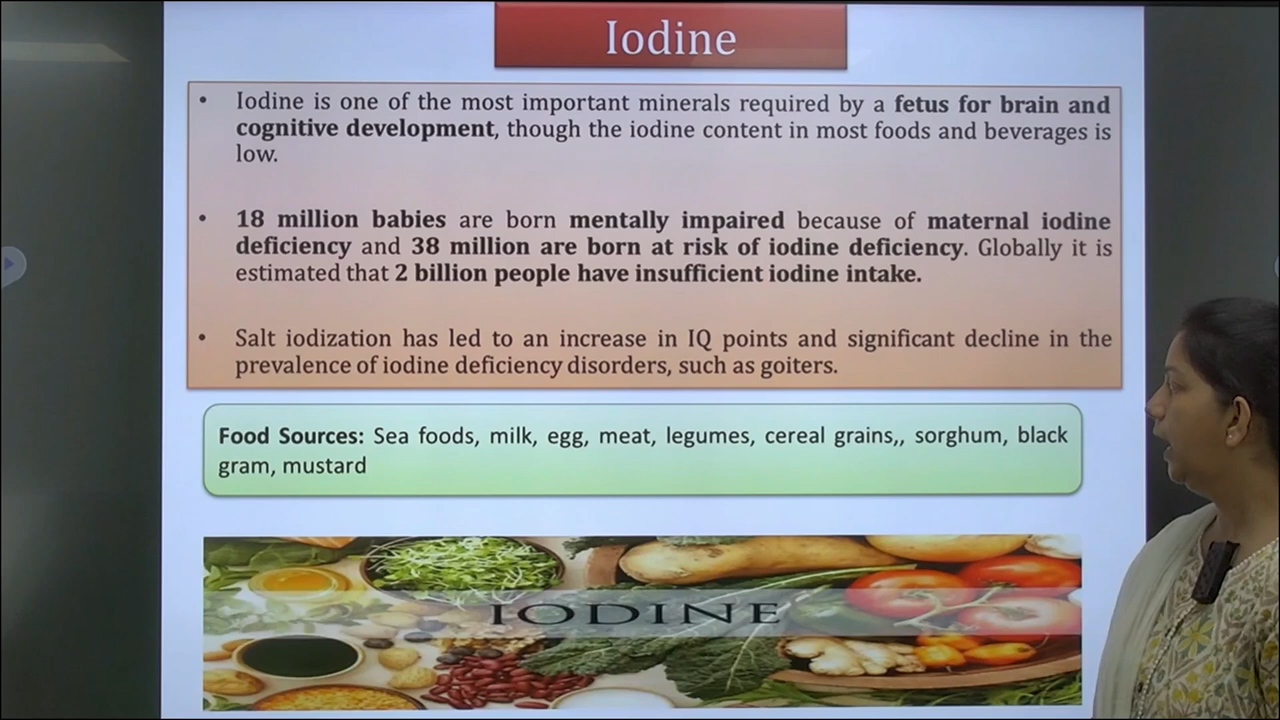 Iodine
• Iodine is one of the most important minerals required by a fetus for brain and
cognitive development, though the iodine content in most foods and beverages is
low.
• 18 million babies are born mentally impaired because of maternal iodine
deficiency and 38 million are born at risk of iodine deficiency. Globally it is
estimated that 2 billion people have insufficient iodine intake.
• Salt iodization has led to an increase in IQ points and significant decline in the
prevalence of iodine deficiency disorders, such as goiters.
Food Sources: Sea foods, milk, egg, meat, legumes, cereal grains,, sorghum, black
gram, mustard
IODINE